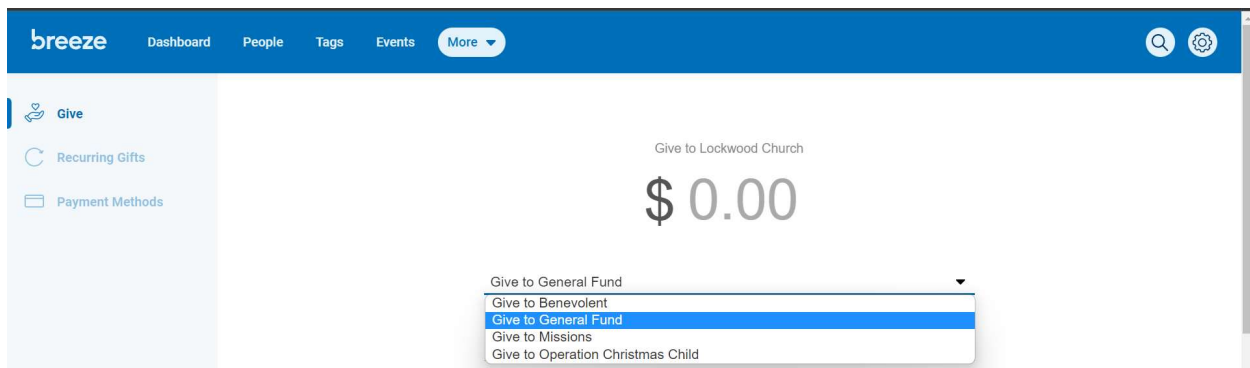 breeze Dashboard People Tags Events More
Give
Recurring Gifts
Payment Methods
Give to Lockwood Church
$ 0.00
Give to General Fund
Give to Benevolent
Give to General Fund
Give to Missions
Give to Operation Christmas Child